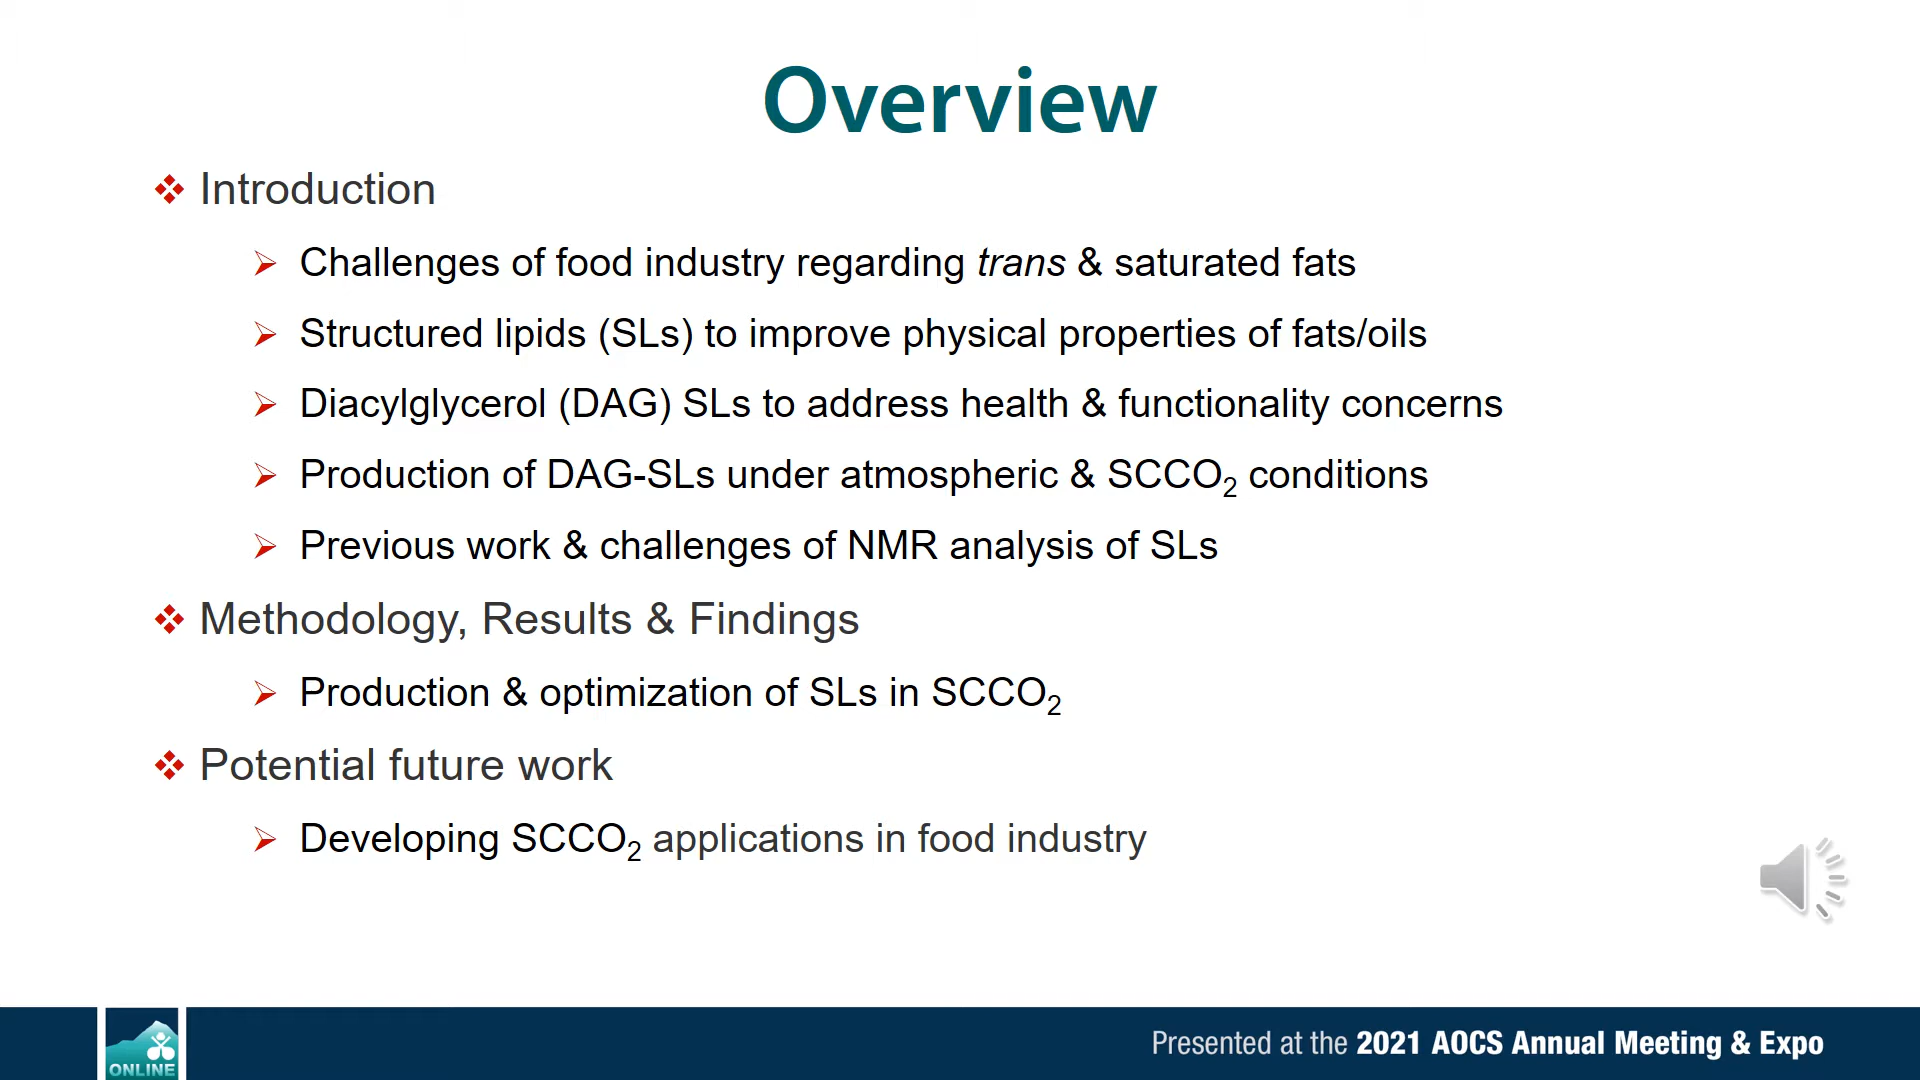 Overview
Introduction
Challenges of food industry regarding trans & saturated fats
Structured lipids (SLs) to improve physical properties of fats/oils
Diacylglycerol (DAG) SLs to address health & functionality concerns
Production of DAG-SLs under atmospheric & SCCO₂ conditions
Previous work & challenges of NMR analysis of SLs
Methodology, Results & Findings
Production & optimization of SLs in SCCO₂
Potential future work
Developing SCCO₂ applications in food industry
ONLINE
Presented at the 2021 AOCS Annual Meeting & Expo